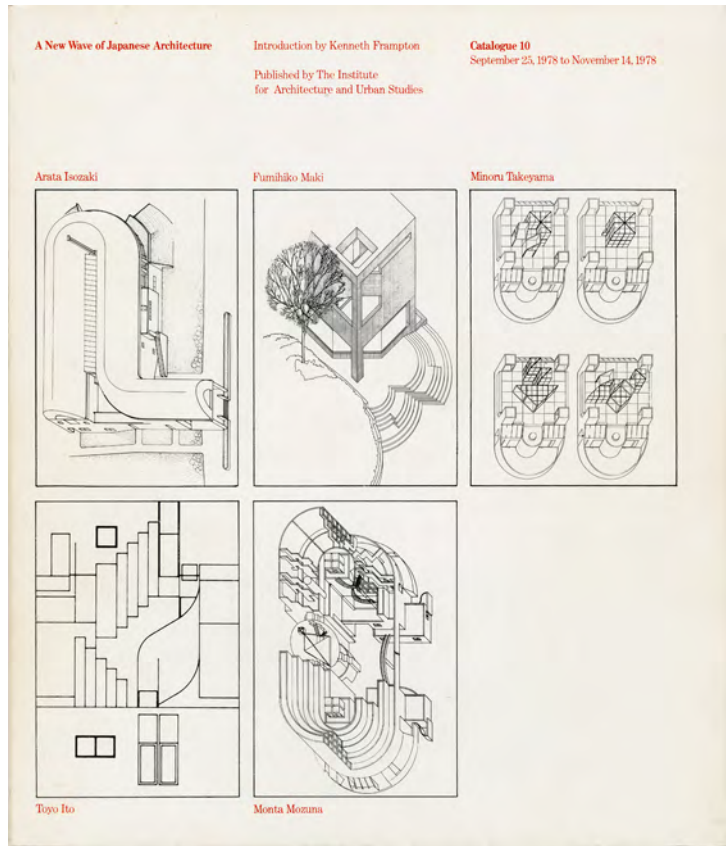 A New Wave of Japanese Architecture
Introduction by Kenneth Frampton
Published by The Institute
for Architecture and Urban Studies
Catalogue 10
September 25, 1978 to November 14, 1978
Arata Isozaki
Fumihiko Maki
Minoru Takeyama
Toyo Ito
Monta Mozuna